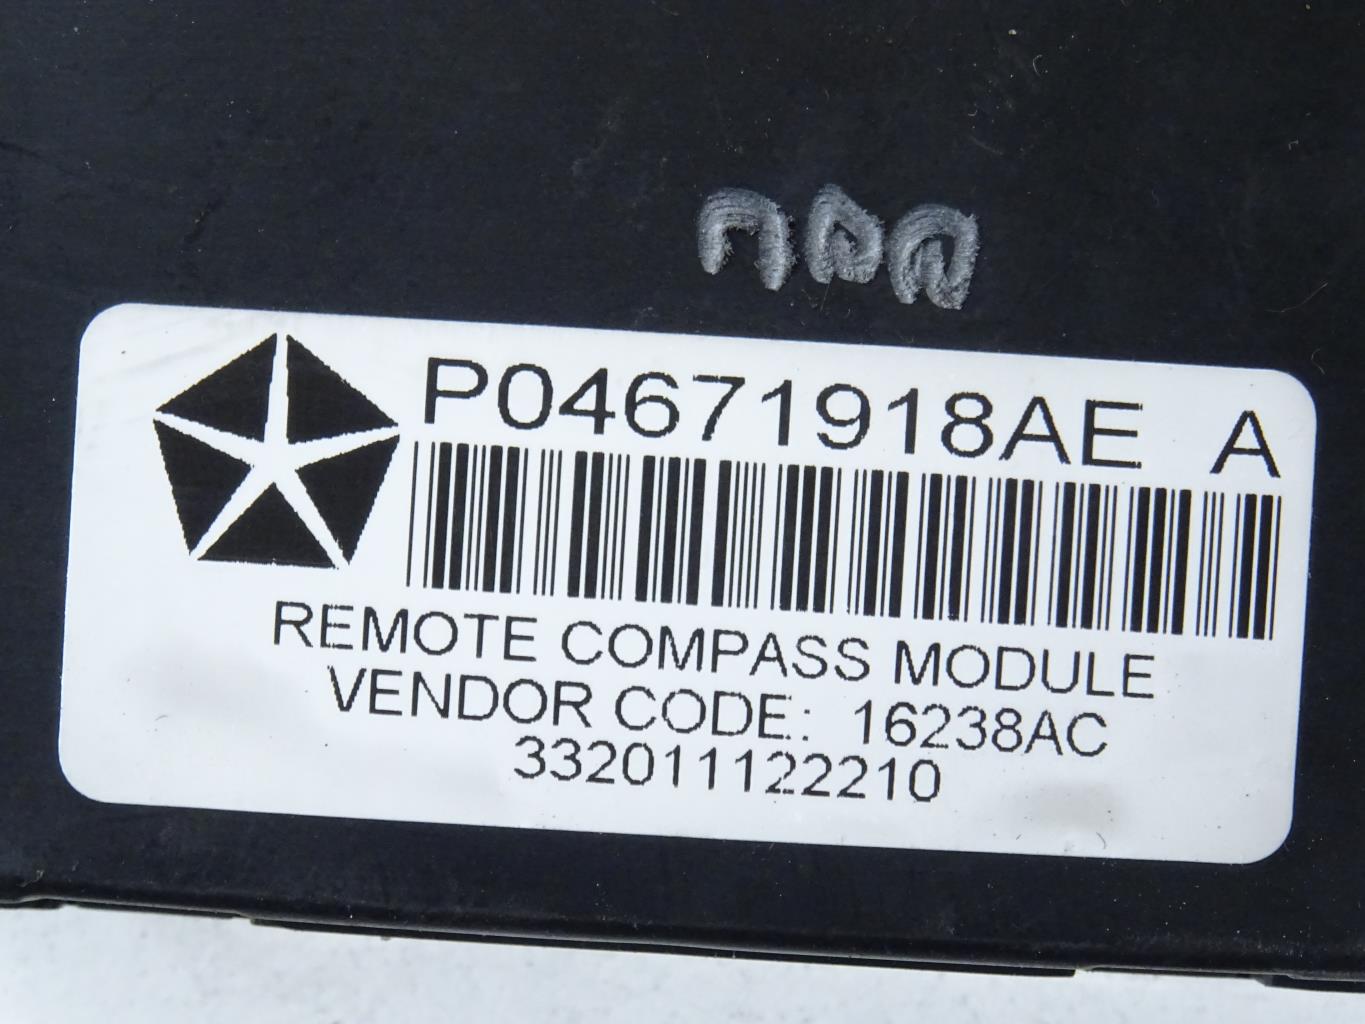 P04671918AE A
REMOTE COMPASS MODULE
VENDOR CODE: 16238AC
332011122210